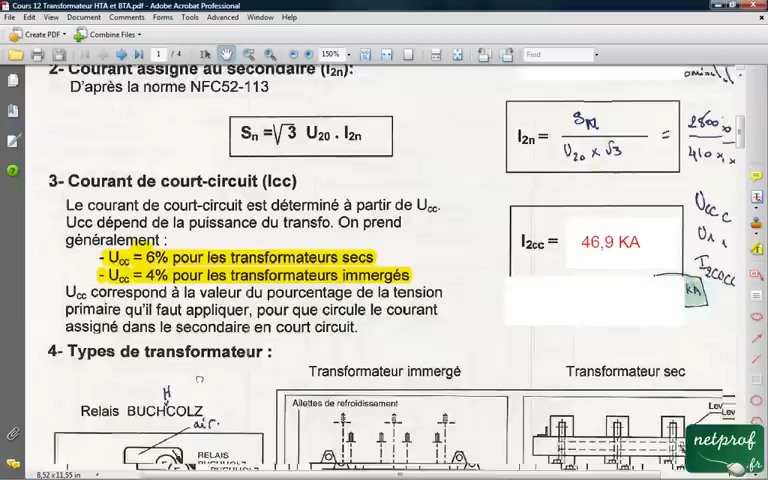 Cours 12 Transformateur HTA et BTA.pdf - Adobe Acrobat Pro
File Edit View Document Comments Forms Tools Advanced Window Help
Create PDF Combine Files
1 / 4 150% Find
2- Courant assigné au secondaire (I2n):
D'après la norme NFC52-113
Sn =√3 U20 . I2n
I2n = SN / U20 x √3 =
410 x
3- Courant de court-circuit (Icc)
Le courant de court-circuit est déterminé à partir de Ucc.
Ucc dépend de la puissance du transfo. On prend
généralement :
- Ucc = 6% pour les transformateurs secs
- Ucc = 4% pour les transformateurs immergés
Ucc correspond à la valeur du pourcentage de la tension
primaire qu'il faut appliquer, pour que circule le courant
assigné dans le secondaire en court circuit.
I2cc = 46,9 KA
KA
4- Types de transformateur :
Transformateur immergé
Transformateur sec
H
Relais BUCHCOLZ
air.
RELAIS
Ailettes de refroidissement
Lev
Lev
8,52 x 11,55 in
netprof
.fr